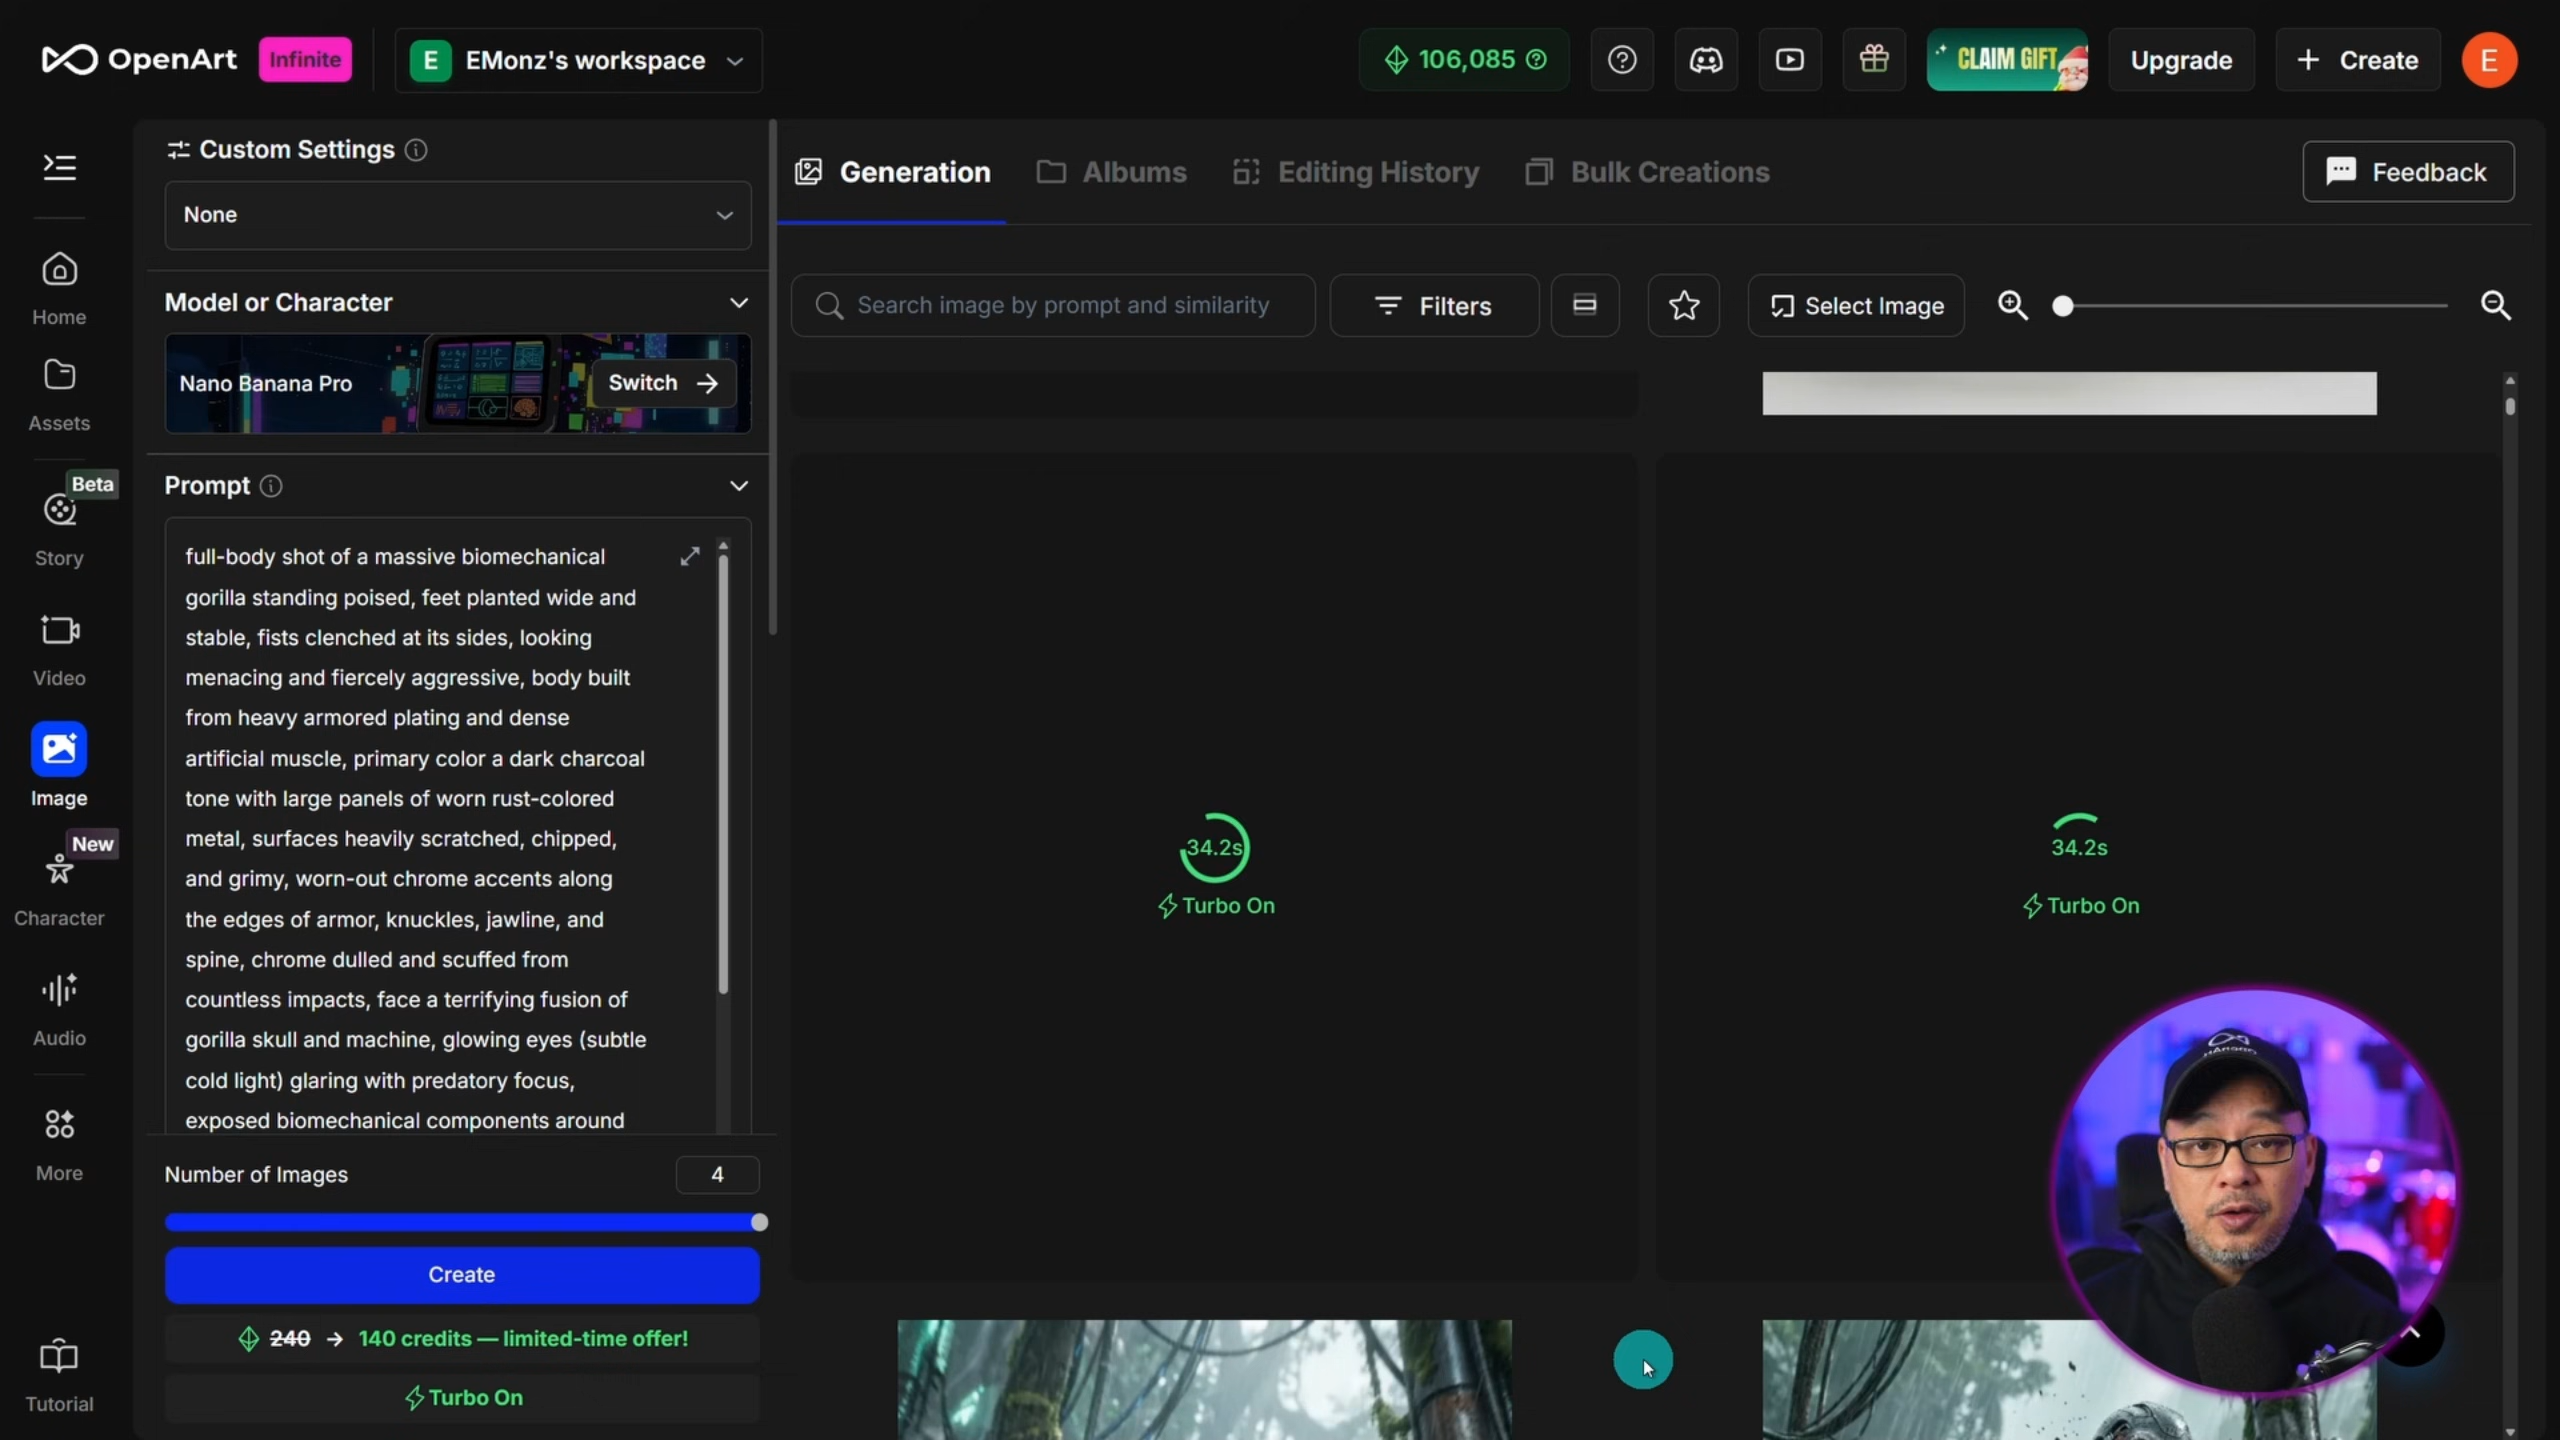 OpenArt
Infinite
E
EMonz's workspace
106,085
CLAIM GIFT
Upgrade
+ Create
E
Custom Settings
None
Generation
Albums
Editing History
Bulk Creations
Feedback
Search image by prompt and similarity
Filters
Select Image
Home
Assets
Beta
Story
Video
Image
New
Character
Audio
More
Tutorial
Model or Character
Nano Banana Pro
Switch →
Prompt
full-body shot of a massive biomechanical
gorilla standing poised, feet planted wide and
stable, fists clenched at its sides, looking
menacing and fiercely aggressive, body built
from heavy armored plating and dense
artificial muscle, primary color a dark charcoal
tone with large panels of worn rust-colored
metal, surfaces heavily scratched, chipped,
and grimy, worn-out chrome accents along
the edges of armor, knuckles, jawline, and
spine, chrome dulled and scuffed from
countless impacts, face a terrifying fusion of
gorilla skull and machine, glowing eyes (subtle
cold light) glaring with predatory focus,
exposed biomechanical components around
Number of Images
4
Create
240 → 140 credits — limited-time offer!
Turbo On
34.2s
Turbo On
34.2s
Turbo On